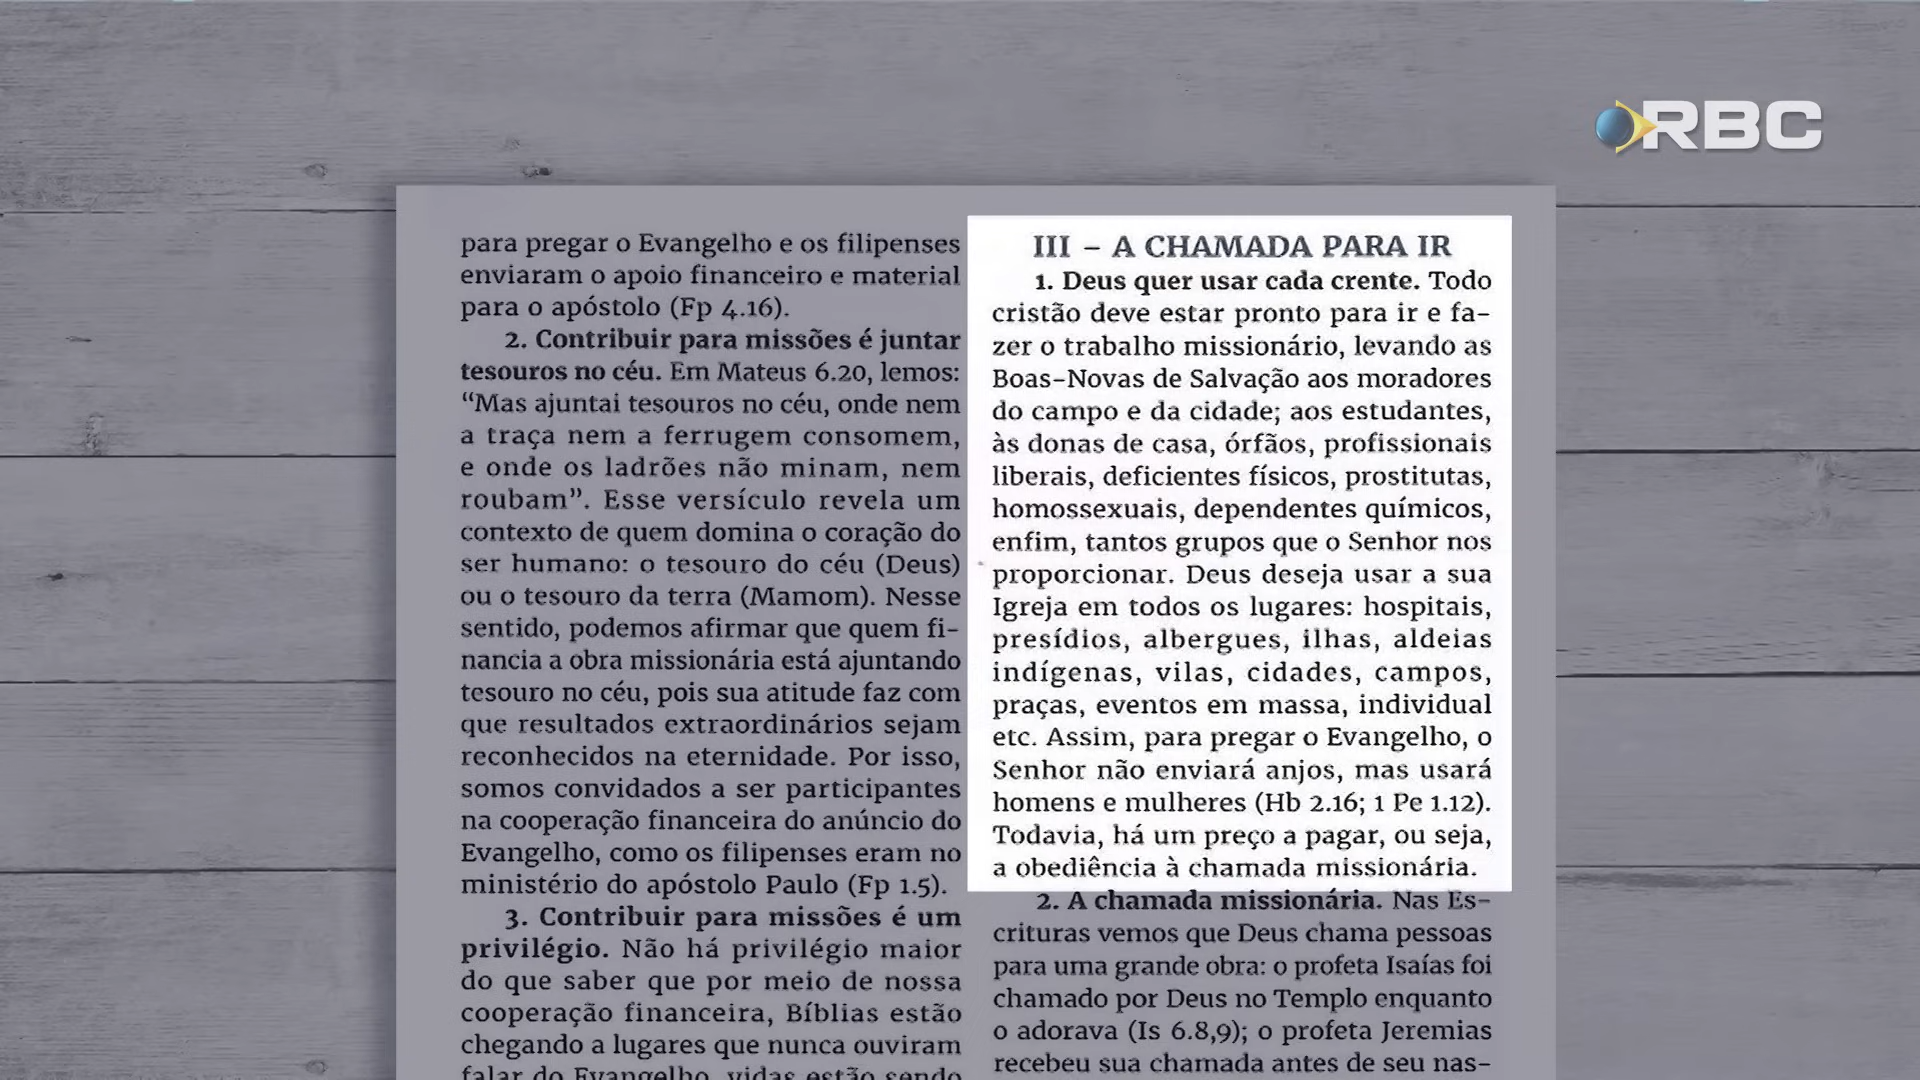 RBC
para pregar o Evangelho e os filipenses
enviaram o apoio financeiro e material
para o apóstolo (Fp 4.16).
2. Contribuir para missões é juntar
tesouros no céu. Em Mateus 6.20, lemos:
“Mas ajuntai tesouros no céu, onde nem
a traça nem a ferrugem consomem,
e onde os ladrões não minam, nem
roubam”. Esse versículo revela um
contexto de quem domina o coração do
ser humano: o tesouro do céu (Deus)
ou o tesouro da terra (Mamom). Nesse
sentido, podemos afirmar que quem fi-
nancia a obra missionária está ajuntando
tesouro no céu, pois sua atitude faz com
que resultados extraordinários sejam
reconhecidos na eternidade. Por isso,
somos convidados a ser participantes
na cooperação financeira do anúncio do
Evangelho, como os filipenses eram no
ministério do apóstolo Paulo (Fp 1.5).
3. Contribuir para missões é um
privilégio. Não há privilégio maior
do que saber que por meio de nossa
cooperação financeira, Bíblias estão
chegando a lugares que nunca ouviram
falar do Evangelho, vidas estão sendo
III – A CHAMADA PARA IR
1. Deus quer usar cada crente. Todo
cristão deve estar pronto para ir e fa-
zer o trabalho missionário, levando as
Boas-Novas de Salvação aos moradores
do campo e da cidade; aos estudantes,
às donas de casa, órfãos, profissionais
liberais, deficientes físicos, prostitutas,
homossexuais, dependentes químicos,
enfim, tantos grupos que o Senhor nos
proporcionar. Deus deseja usar a sua
Igreja em todos os lugares: hospitais,
presídios, albergues, ilhas, aldeias
indígenas, vilas, cidades, campos,
praças, eventos em massa, individual
etc. Assim, para pregar o Evangelho, o
Senhor não enviará anjos, mas usará
homens e mulheres (Hb 2.16; 1 Pe 1.12).
Todavia, há um preço a pagar, ou seja,
a obediência à chamada missionária.
2. A chamada missionária. Nas Es-
crituras vemos que Deus chama pessoas
para uma grande obra: o profeta Isaías foi
chamado por Deus no Templo enquanto
o adorava (Is 6.8,9); o profeta Jeremias
recebeu sua chamada antes de seu nas-